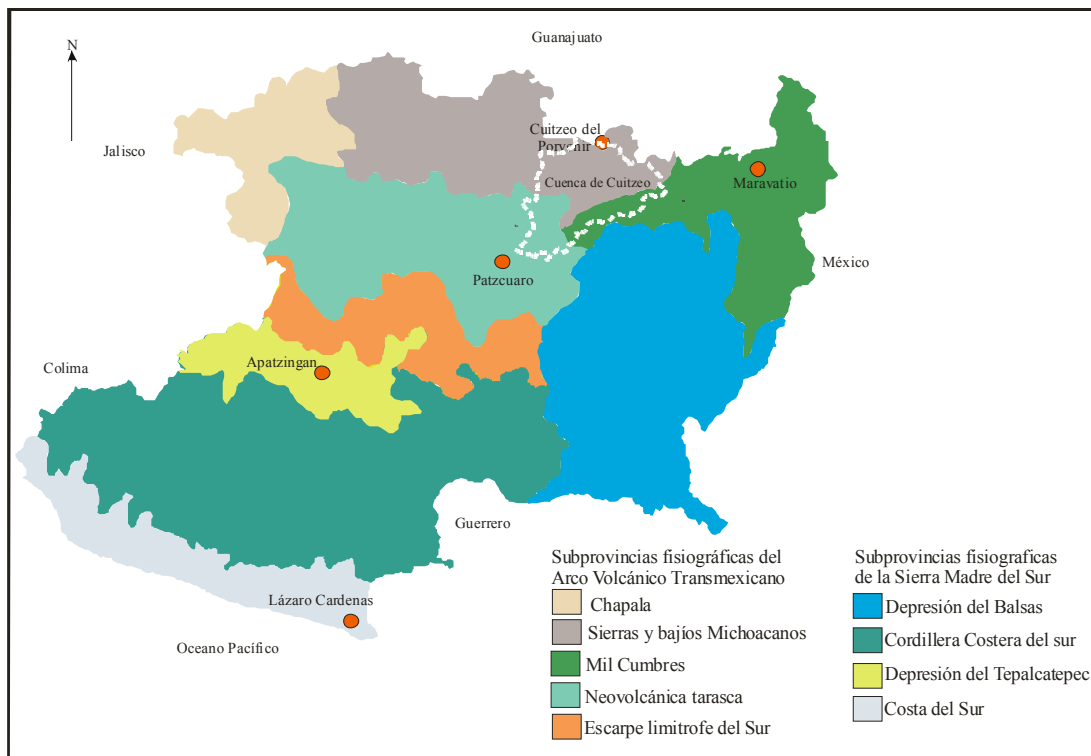 N
Guanajuato
Jalisco
Cuitzeo del
Porvenir
Cuenca de Cuitzeo
Maravatio
México
Patzcuaro
Colima
Apatzingan
Guerrero
Lázaro Cardenas
Oceano Pacífico
Subprovincias fisiográficas del
Arco Volcánico Transmexicano
Chapala
Sierras y bajíos Michoacanos
Mil Cumbres
Neovolcánica tarasca
Escarpe limitrofe del Sur
Subprovincias fisiograficas
de la Sierra Madre del Sur
Depresión del Balsas
Cordillera Costera del sur
Depresión del Tepalcatepec
Costa del Sur